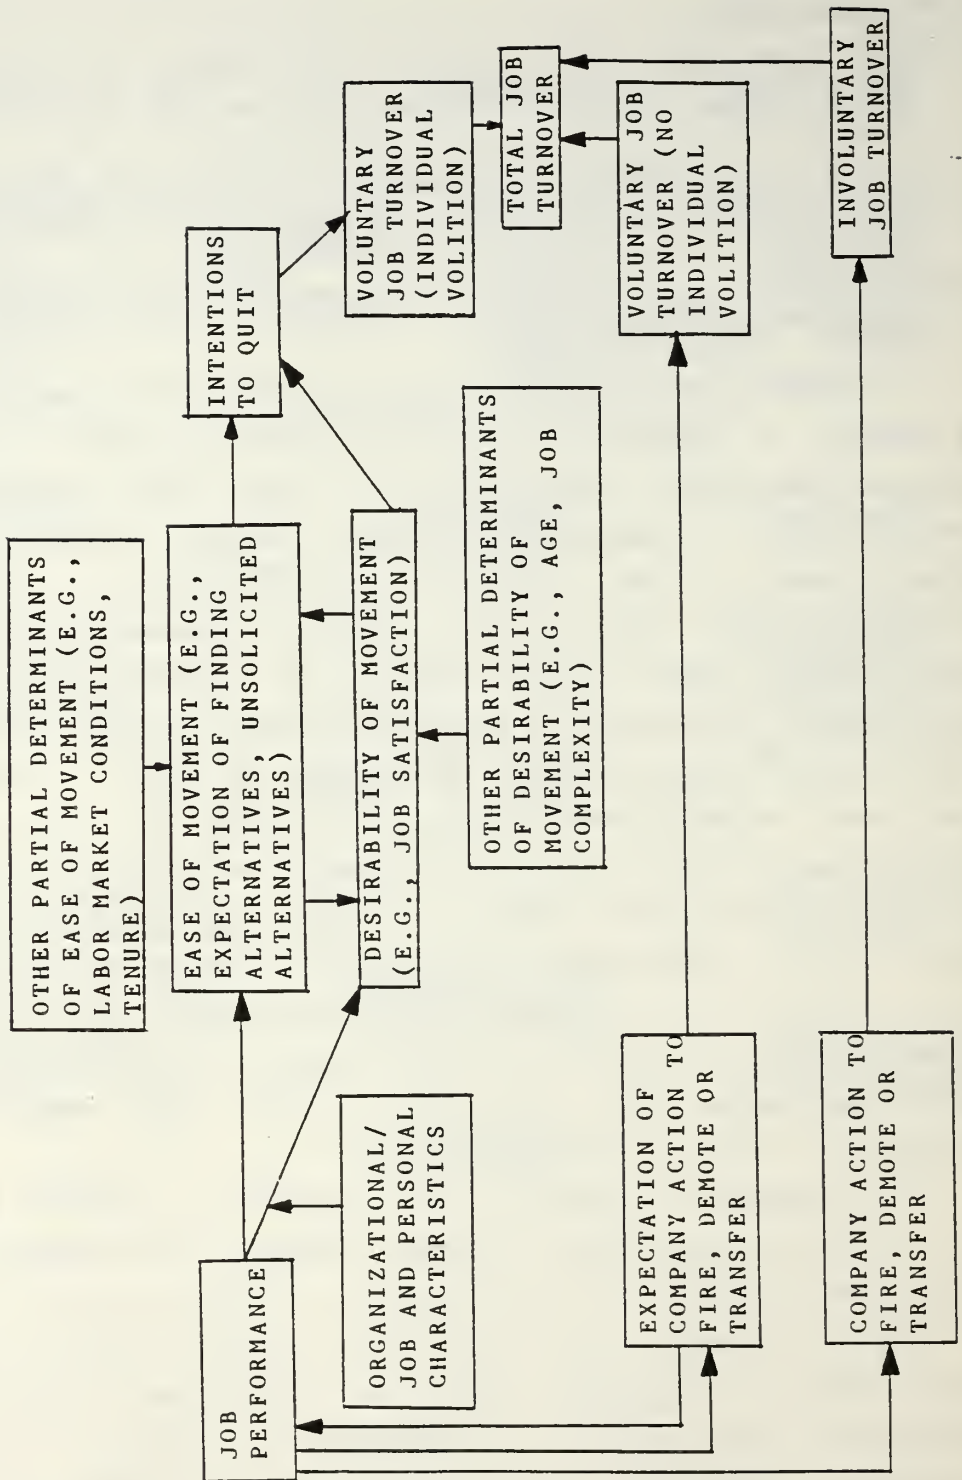 JOB
PERFORMANCE
ORGANIZATIONAL/
JOB AND PERSONAL
CHARACTERISTICS
EXPECTATION OF
COMPANY ACTION TO
FIRE, DEMOTE OR
TRANSFER
COMPANY ACTION TO
FIRE, DEMOTE OR
TRANSFER
OTHER PARTIAL DETERMINANTS
OF EASE OF MOVEMENT (E.G.,
LABOR MARKET CONDITIONS,
TENURE)
EASE OF MOVEMENT (E.G.,
EXPECTATION OF FINDING
ALTERNATIVES, UNSOLICITED
ALTERNATIVES)
DESIRABILITY OF MOVEMENT
(E.G., JOB SATISFACTION)
OTHER PARTIAL DETERMINANTS
OF DESIRABILITY OF
MOVEMENT (E.G., AGE, JOB
COMPLEXITY)
INTENTIONS
TO QUIT
VOLUNTARY
JOB TURNOVER
(INDIVIDUAL
VOLITION)
TOTAL JOB
TURNOVER
VOLUNTARY JOB
TURNOVER (NO
INDIVIDUAL
VOLITION)
INVOLUNTARY
JOB TURNOVER